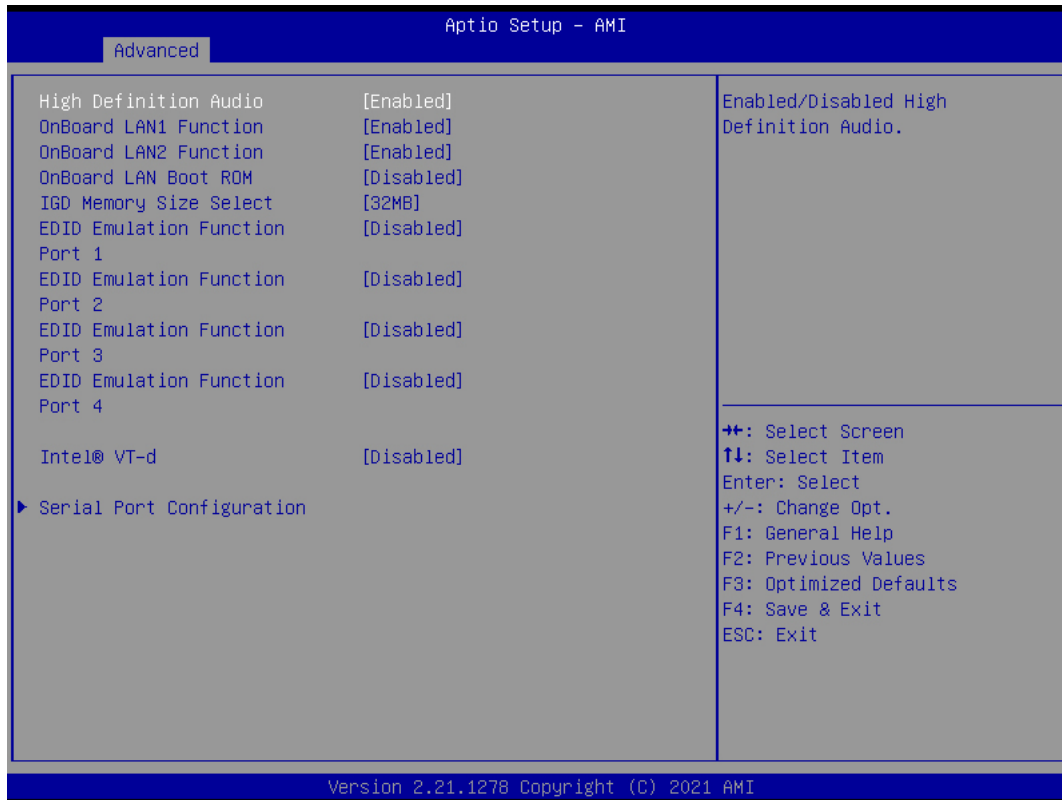 Aptio Setup – AMI
Advanced
High Definition Audio [Enabled]
OnBoard LAN1 Function [Enabled]
OnBoard LAN2 Function [Enabled]
OnBoard LAN Boot ROM [Disabled]
IGD Memory Size Select [32MB]
EDID Emulation Function [Disabled]
Port 1
EDID Emulation Function [Disabled]
Port 2
EDID Emulation Function [Disabled]
Port 3
EDID Emulation Function [Disabled]
Port 4
Intel® VT-d [Disabled]
Serial Port Configuration
Enabled/Disabled High
Definition Audio.
→←: Select Screen
↑↓: Select Item
Enter: Select
+/-: Change Opt.
F1: General Help
F2: Previous Values
F3: Optimized Defaults
F4: Save & Exit
ESC: Exit
Version 2.21.1278 Copyright (C) 2021 AMI